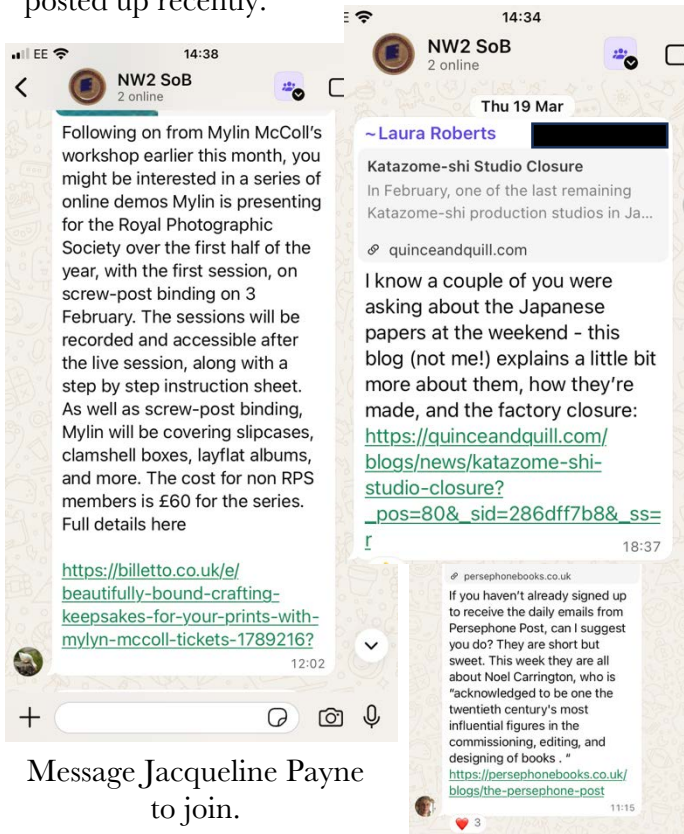 posted up recently.
EE
14:38
NW2 SoB
2 online
Following on from Mylin McColl's
workshop earlier this month, you
might be interested in a series of
online demos Mylin is presenting
for the Royal Photographic
Society over the first half of the
year, with the first session, on
screw-post binding on 3
February. The sessions will be
recorded and accessible after
the live session, along with a
step by step instruction sheet.
As well as screw-post binding,
Mylin will be covering slipcases,
clamshell boxes, layflat albums,
and more. The cost for non RPS
members is £60 for the series.
Full details here
https://billetto.co.uk/e/
beautifully-bound-crafting-
keepsakes-for-your-prints-with-
mylyn-mccoll-tickets-1789216?
12:02
Message Jacqueline Payne
to join.
E
14:34
NW2 SoB
2 online
Thu 19 Mar
~Laura Roberts
Katazome-shi Studio Closure
In February, one of the last remaining
Katazome-shi production studios in Ja...
quinceandquill.com
I know a couple of you were
asking about the Japanese
papers at the weekend - this
blog (not me!) explains a little bit
more about them, how they're
made, and the factory closure:
https://quinceandquill.com/
blogs/news/katazome-shi-
studio-closure?
_pos=80&_sid=286dff7b8&_ss=
r
18:37
persephonebooks.co.uk
If you haven't already signed up
to receive the daily emails from
Persephone Post, can I suggest
you do? They are short but
sweet. This week they are all
about Noel Carrington, who is
"acknowledged to be one the
twentieth century's most
influential figures in the
commissioning, editing, and
designing of books . "
https://persephonebooks.co.uk/
blogs/the-persephone-post
11:15
3